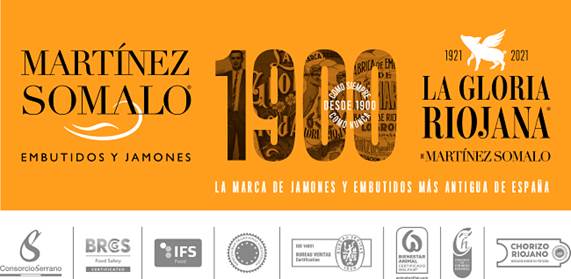 MARTÍNEZ
SOMALO®
EMBUTIDOS Y JAMONES
1900
COMO SIEMPRE
DESDE 1900
COMO NUNCA
1921 2021
LA GLORIA
RIOJANA®
DE MARTÍNEZ SOMALO
LA MARCA DE JAMONES Y EMBUTIDOS MÁS ANTIGUA DE ESPAÑA
ConsorcioSerrano
BRCGS
Food Safety
CERTIFICATED
IFS
Food
ISO 14001
BUREAU VERITAS
Certification
BIENESTAR
ANIMAL
CHORIZO
RIOJANO